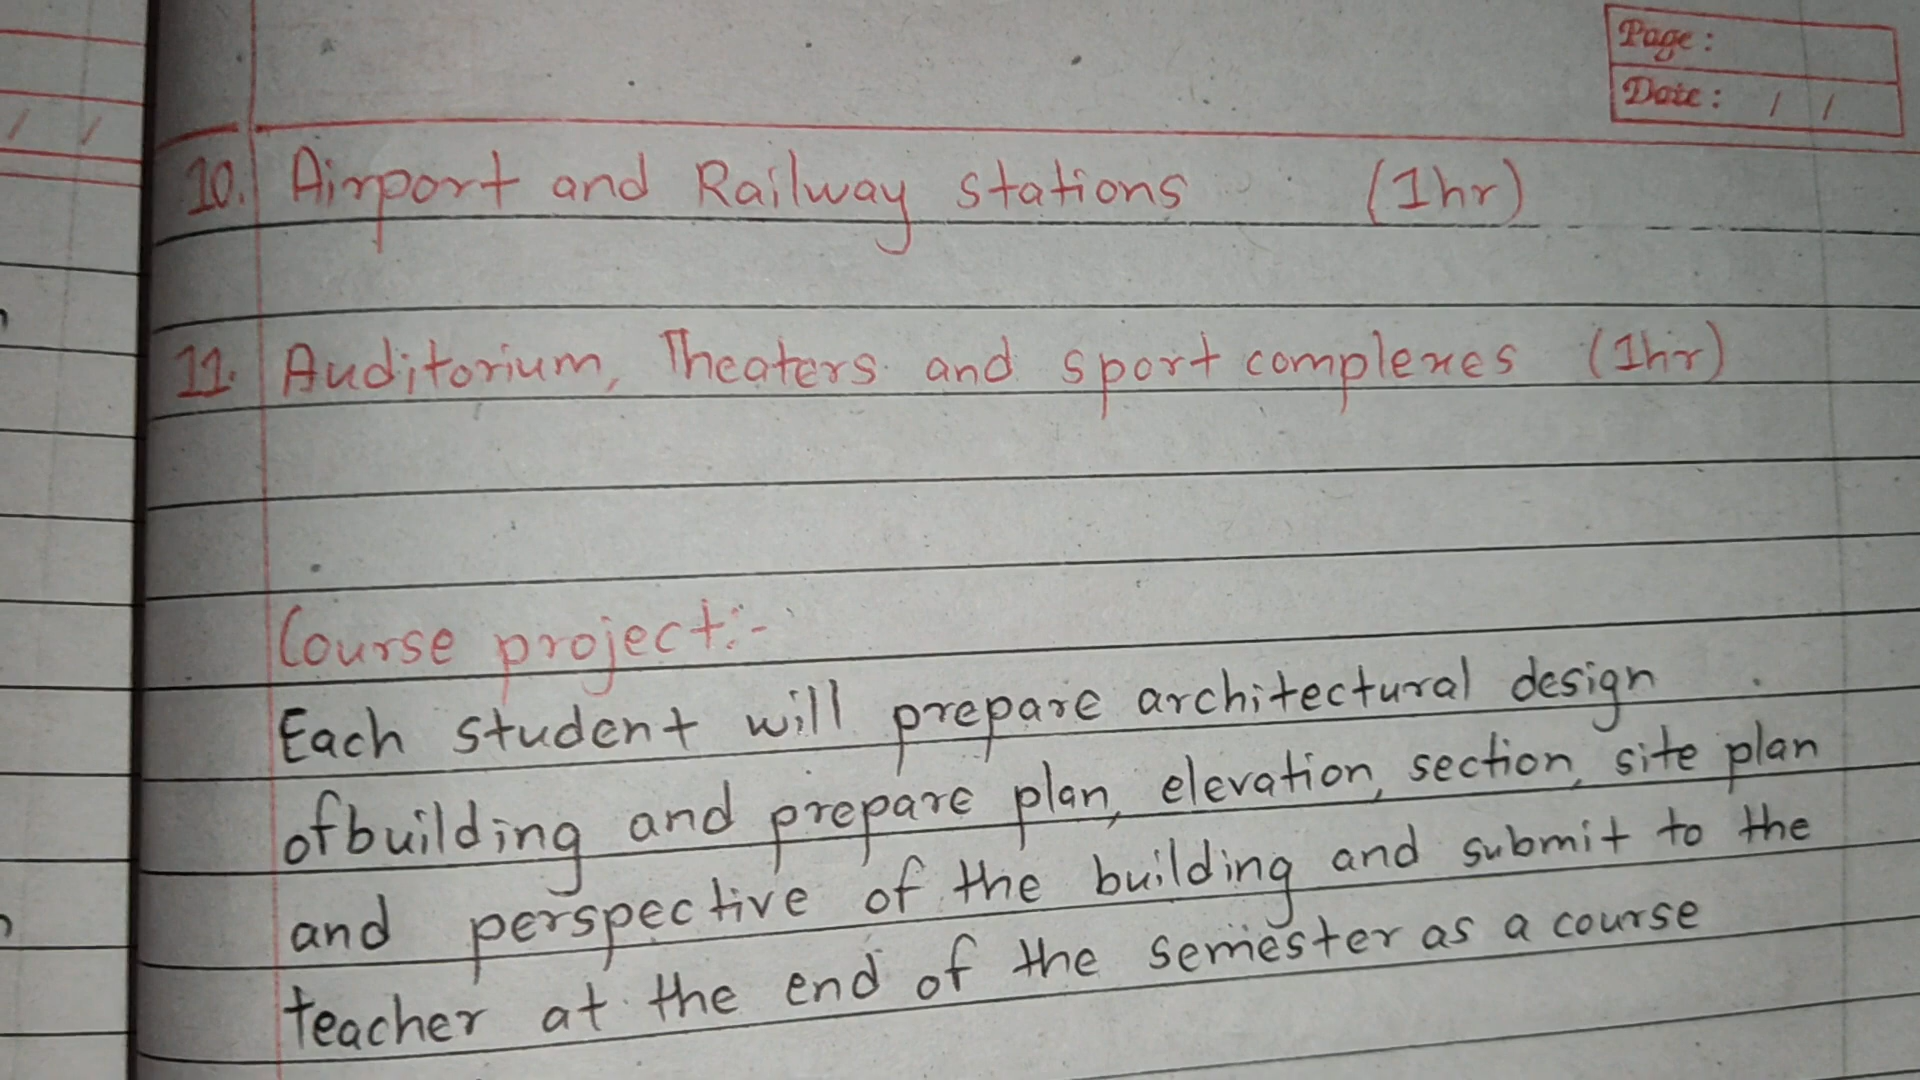 Page :
Date : / /
10. Airport and Railway stations (1hr)
11. Auditorium, Theaters and sport complexes (1hr)
Course project:-
Each student will prepare architectural design
of building and prepare plan, elevation, section, site plan
and perspective of the building and submit to the
teacher at the end of the semester as a course